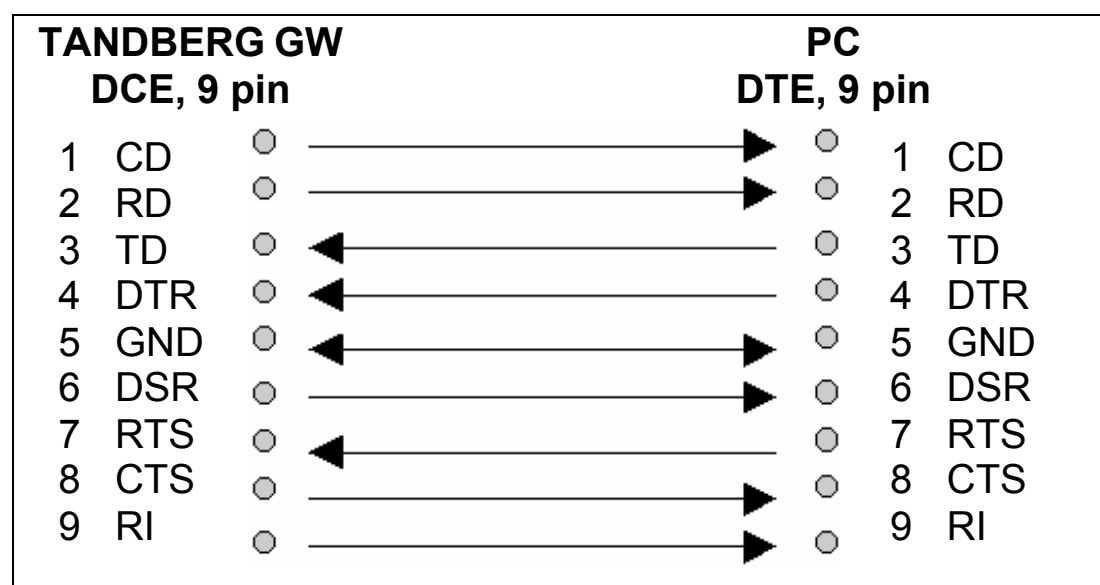 TANDBERG GW
DCE, 9 pin
PC
DTE, 9 pin
1 CD
2 RD
3 TD
4 DTR
5 GND
6 DSR
7 RTS
8 CTS
9 RI
1 CD
2 RD
3 TD
4 DTR
5 GND
6 DSR
7 RTS
8 CTS
9 RI